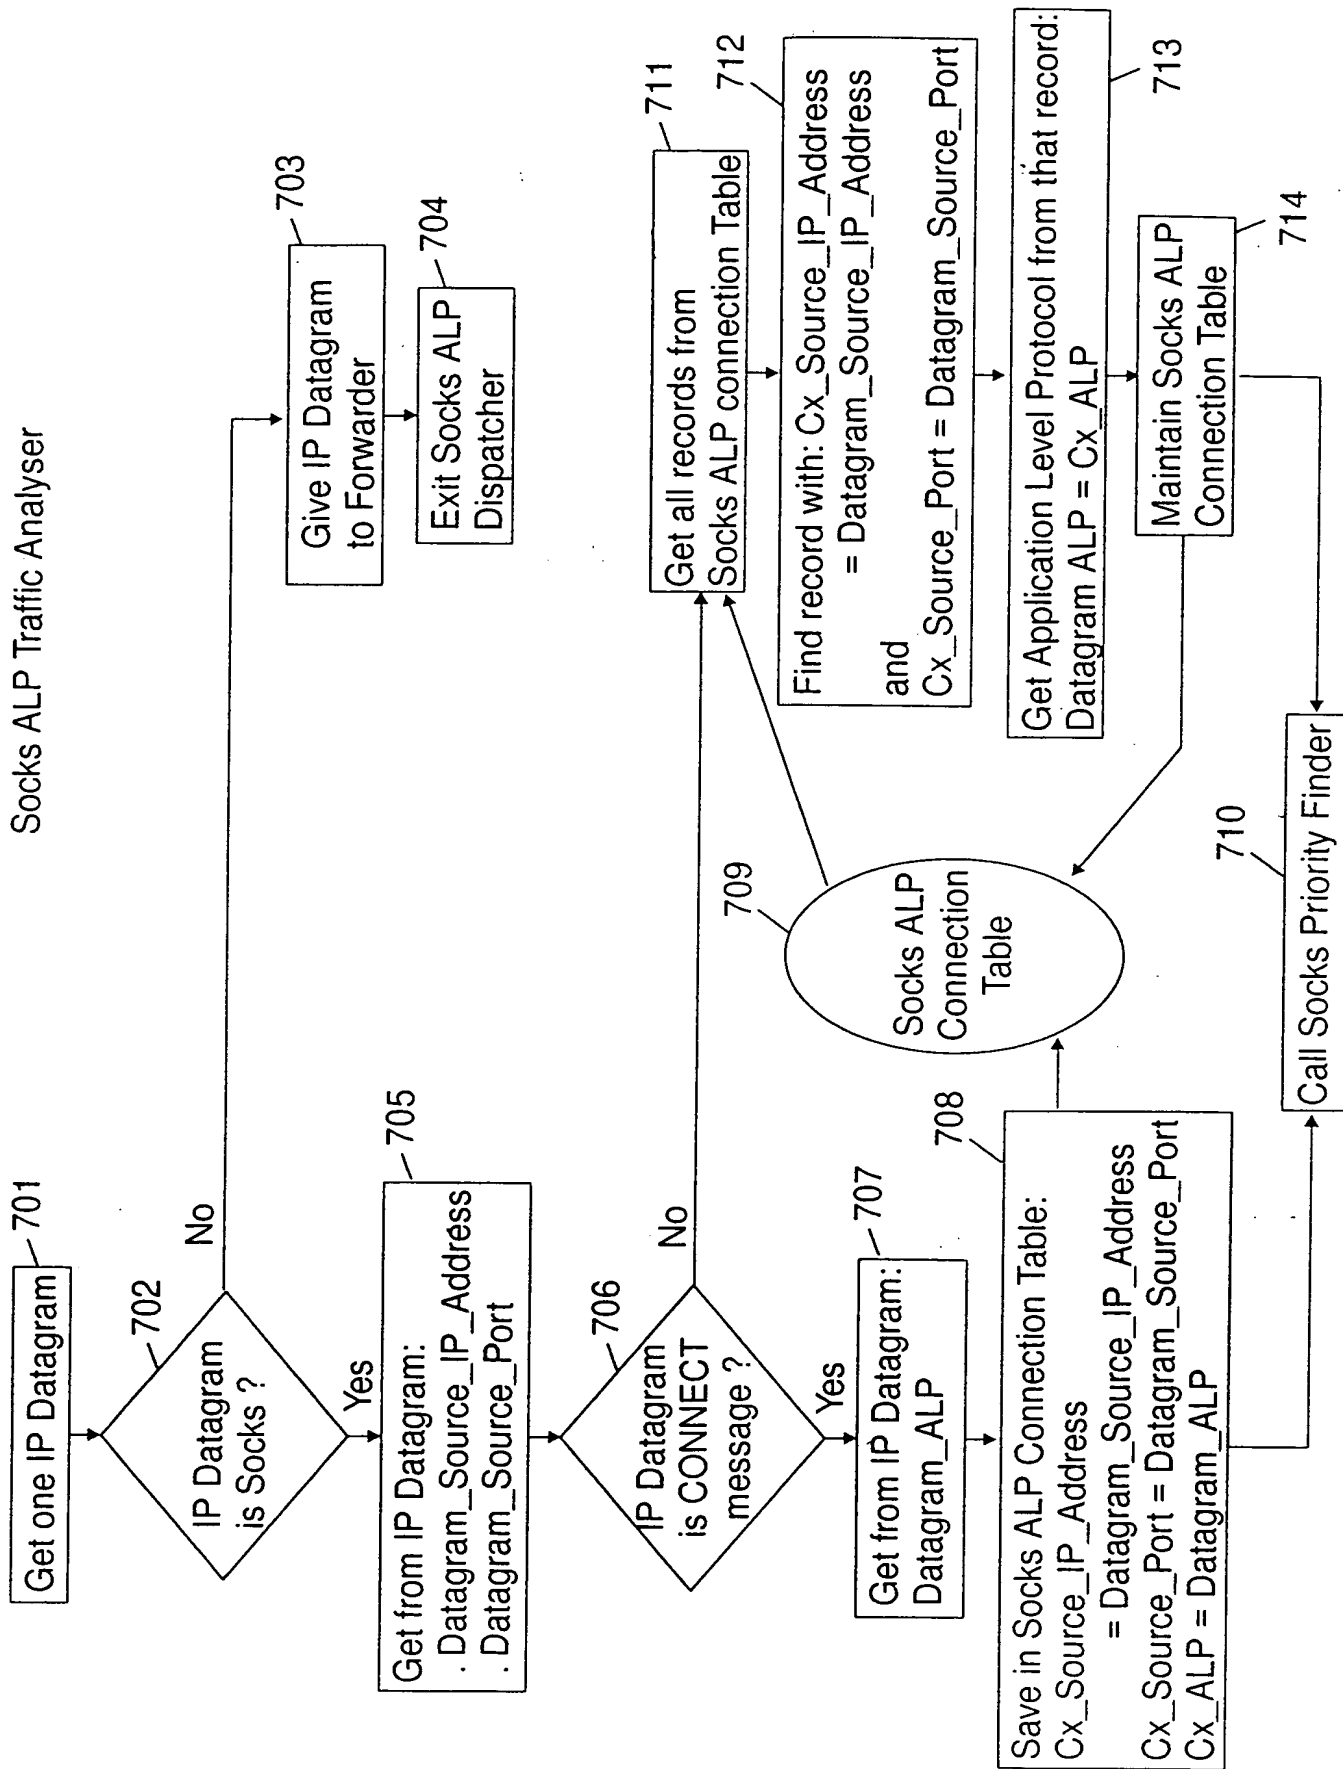 Socks ALP Traffic Analyser
701
Get one IP Datagram
702
IP Datagram
is Socks ?
No
Yes
703
Give IP Datagram
to Forwarder
704
Exit Socks ALP
Dispatcher
705
Get from IP Datagram:
. Datagram_Source_IP_Address
. Datagram_Source_Port
706
IP Datagram
is CONNECT
message ?
No
Yes
707
Get from IP Datagram:
Datagram_ALP
708
Save in Socks ALP Connection Table:
Cx_Source_IP_Address
= Datagram_Source_IP_Address
Cx_Source_Port = Datagram_Source_Port
Cx_ALP = Datagram_ALP
709
Socks ALP
Connection
Table
711
Get all records from
Socks ALP connection Table
712
Find record with: Cx_Source_IP_Address
= Datagram_Source_IP_Address
and
Cx_Source_Port = Datagram_Source_Port
713
Get Application Level Protocol from that record:
Datagram ALP = Cx_ALP
Maintain Socks ALP
Connection Table
714
710
Call Socks Priority Finder